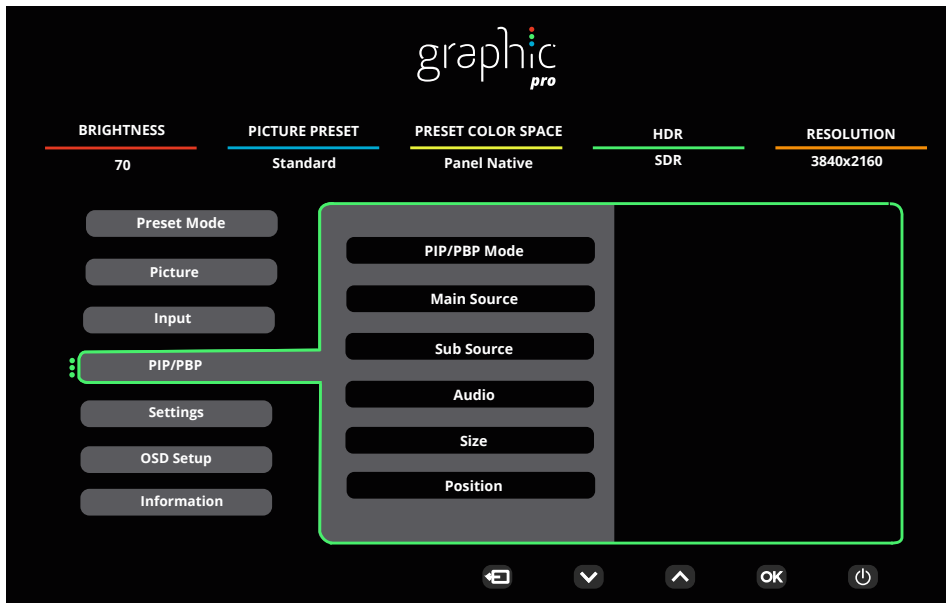 graphic
pro
BRIGHTNESS
PICTURE PRESET
PRESET COLOR SPACE
HDR
RESOLUTION
70
Standard
Panel Native
SDR
3840x2160
Preset Mode
Picture
Input
PIP/PBP
Settings
OSD Setup
Information
PIP/PBP Mode
Main Source
Sub Source
Audio
Size
Position
OK